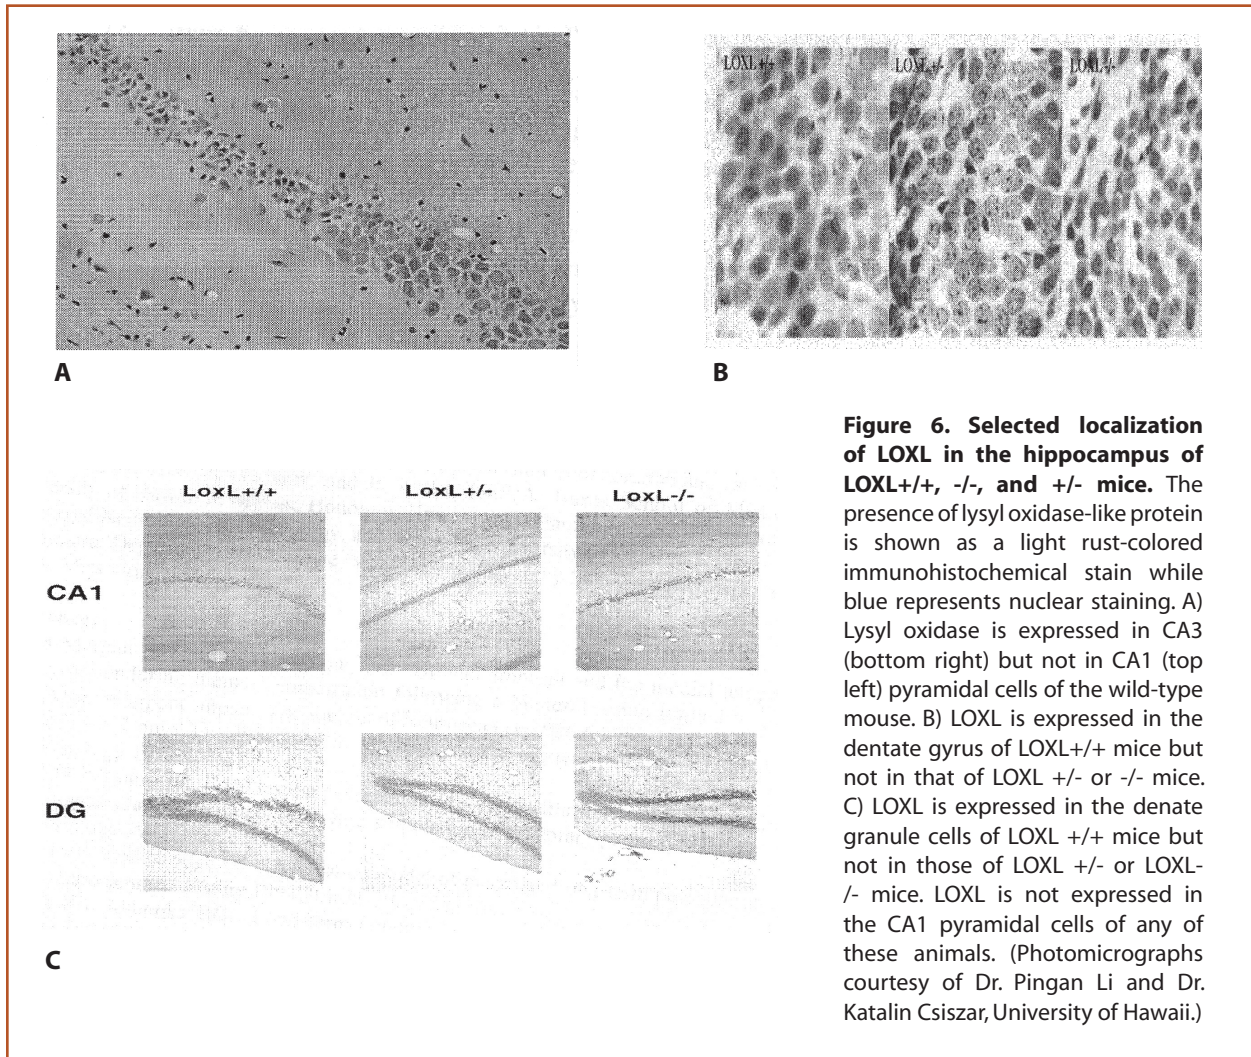 LOXL+/+ LOXL+/- LOXL-/-
A
B
LoxL+/+ LoxL+/- LoxL-/-
CA1
DG
C
Figure 6. Selected localization
of LOXL in the hippocampus of
LOXL+/+, -/-, and +/- mice. The
presence of lysyl oxidase-like protein
is shown as a light rust-colored
immunohistochemical stain while
blue represents nuclear staining. A)
Lysyl oxidase is expressed in CA3
(bottom right) but not in CA1 (top
left) pyramidal cells of the wild-type
mouse. B) LOXL is expressed in the
dentate gyrus of LOXL+/+ mice but
not in that of LOXL +/- or -/- mice.
C) LOXL is expressed in the denate
granule cells of LOXL +/+ mice but
not in those of LOXL +/- or LOXL-
/- mice. LOXL is not expressed in
the CA1 pyramidal cells of any of
these animals. (Photomicrographs
courtesy of Dr. Pingan Li and Dr.
Katalin Csiszar, University of Hawaii.)